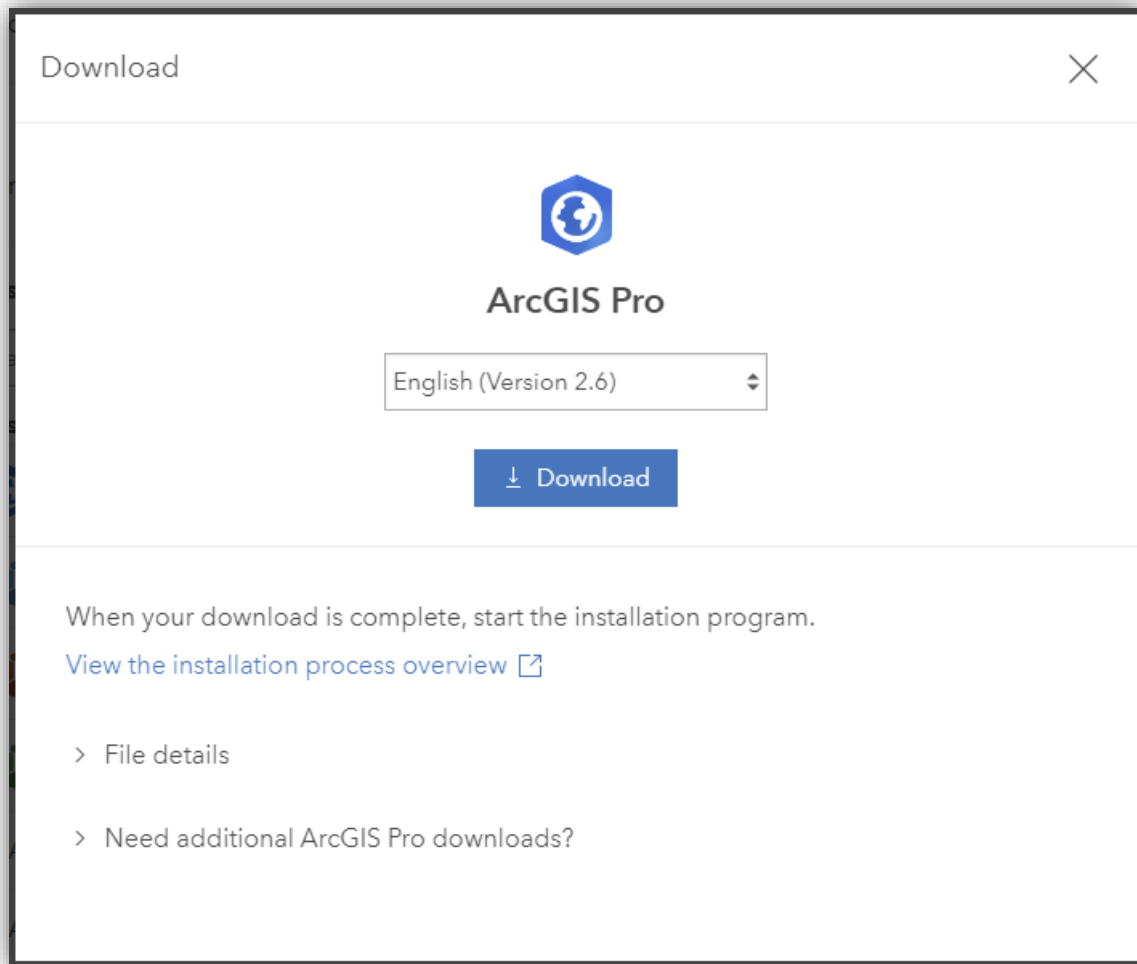 Download
ArcGIS Pro
English (Version 2.6)
Download
When your download is complete, start the installation program.
View the installation process overview
File details
Need additional ArcGIS Pro downloads?